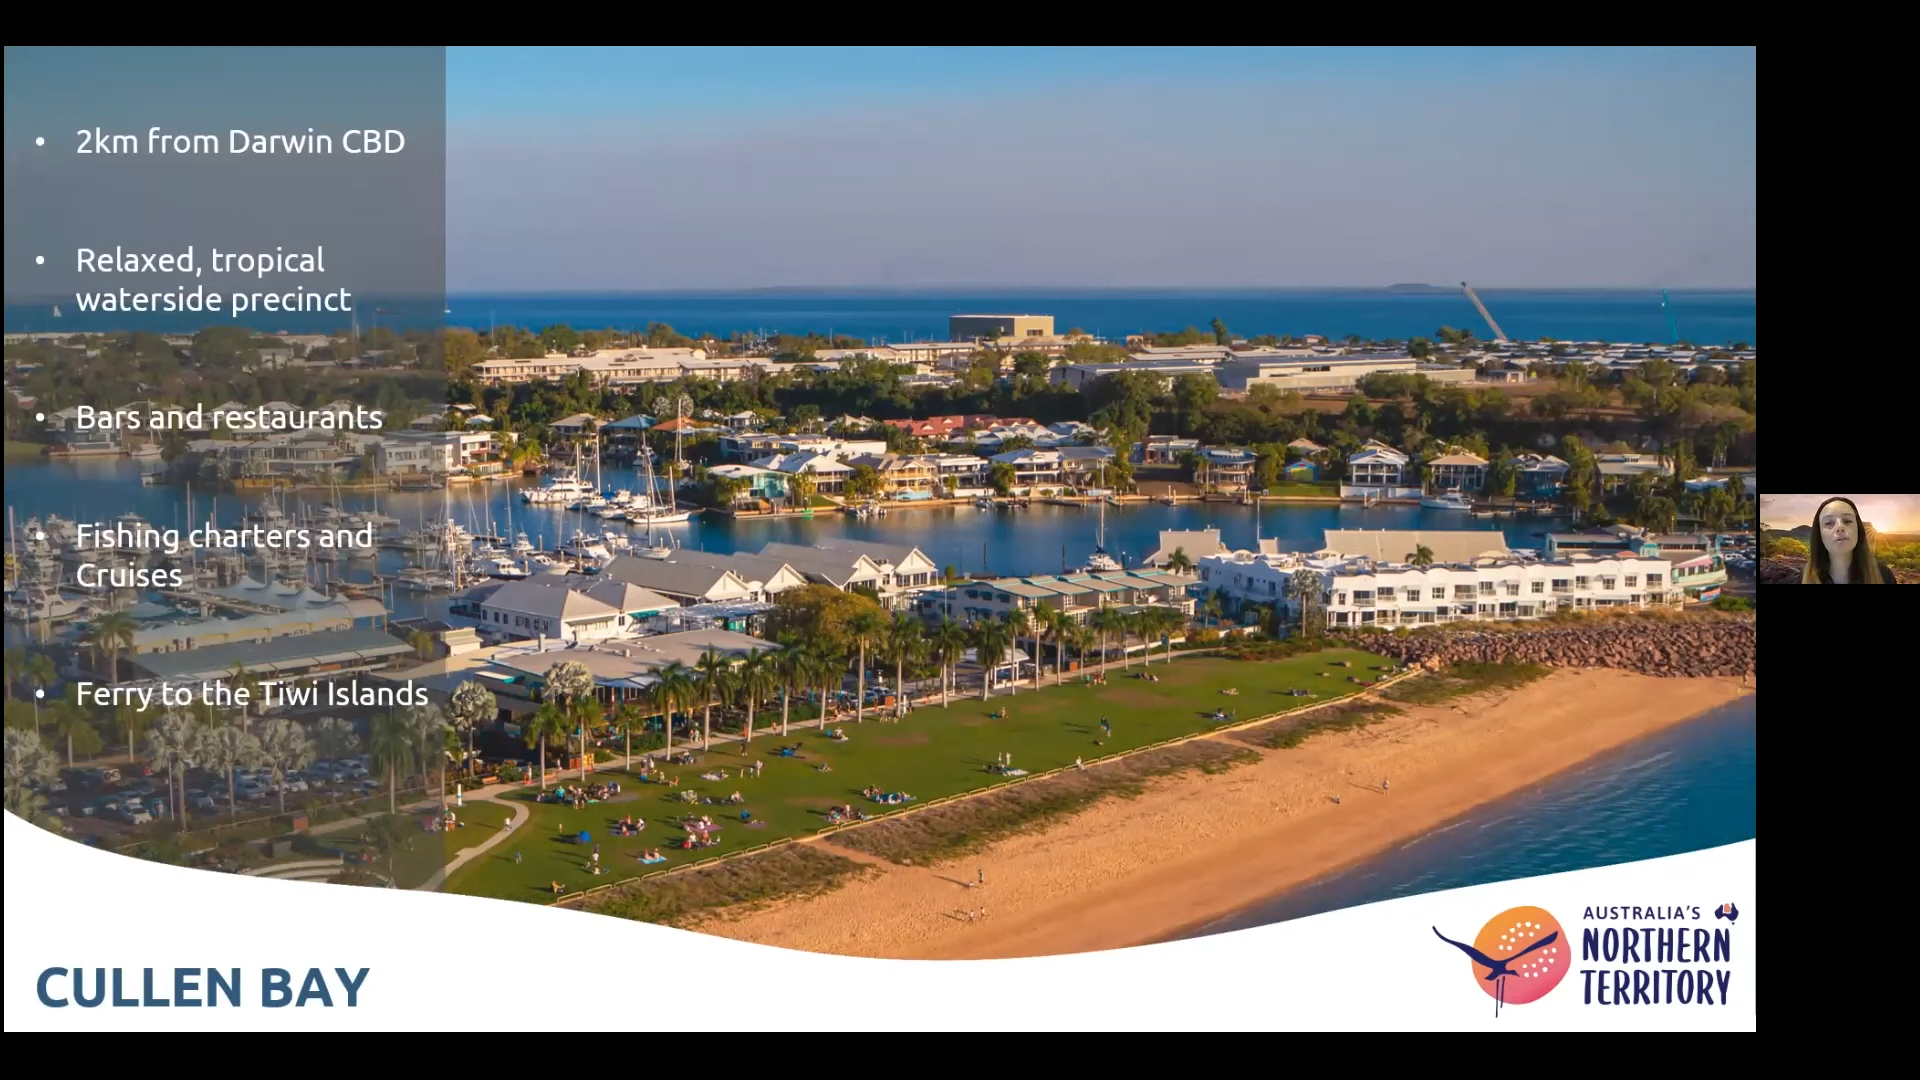 • 2km from Darwin CBD
• Relaxed, tropical
waterside precinct
• Bars and restaurants
• Fishing charters and
Cruises
• Ferry to the Tiwi Islands
CULLEN BAY
AUSTRALIA'S
NORTHERN
TERRITORY